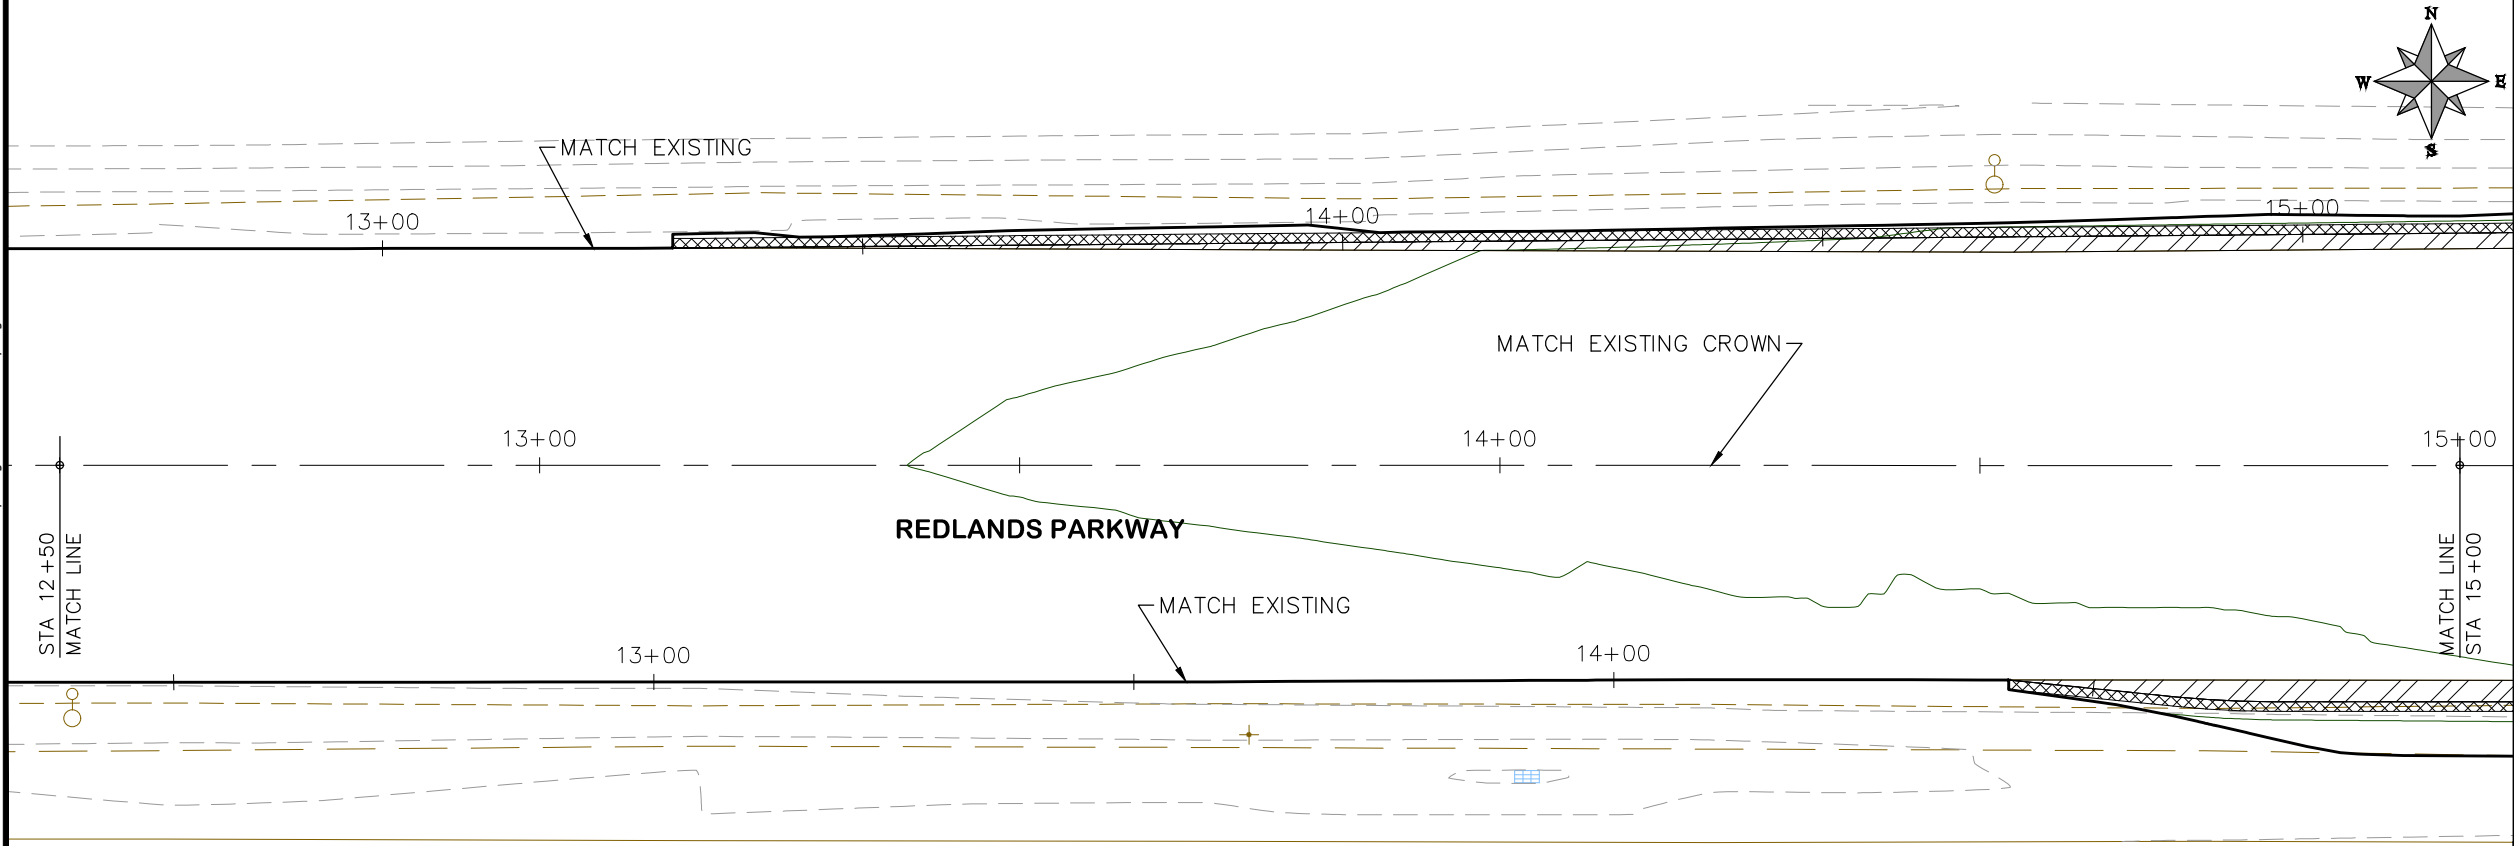 N
W E
S
MATCH EXISTING
13+00
14+00
15+00
MATCH EXISTING CROWN
13+00
14+00
15+00
REDLANDS PARKWAY
STA 12+50
MATCH LINE
MATCH LINE
STA 15+00
MATCH EXISTING
13+00
14+00